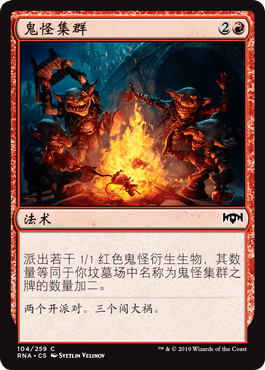 鬼怪集群 2
法术
派出若干 1/1 红色鬼怪衍生生物，其数
量等同于你坟墓场中名称为鬼怪集群之
牌的数量加二。
两个开派对。三个闯大祸。
104/259 C
RNA • CS SVETLIN VELINOV
™ & © 2019 Wizards of the Coast